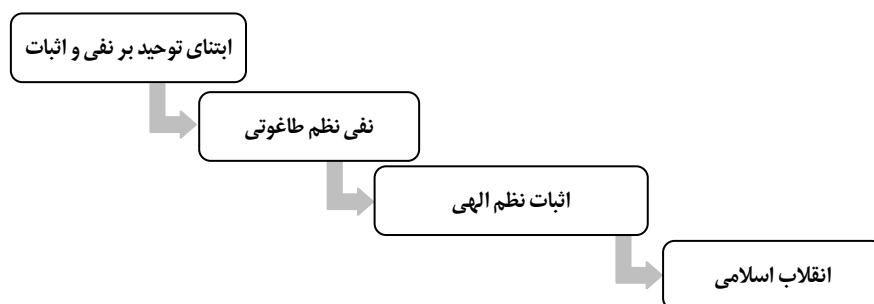 ابتنای توحید بر نفی و اثبات
نفی نظم طاغوتی
اثبات نظم الهی
انقلاب اسلامی